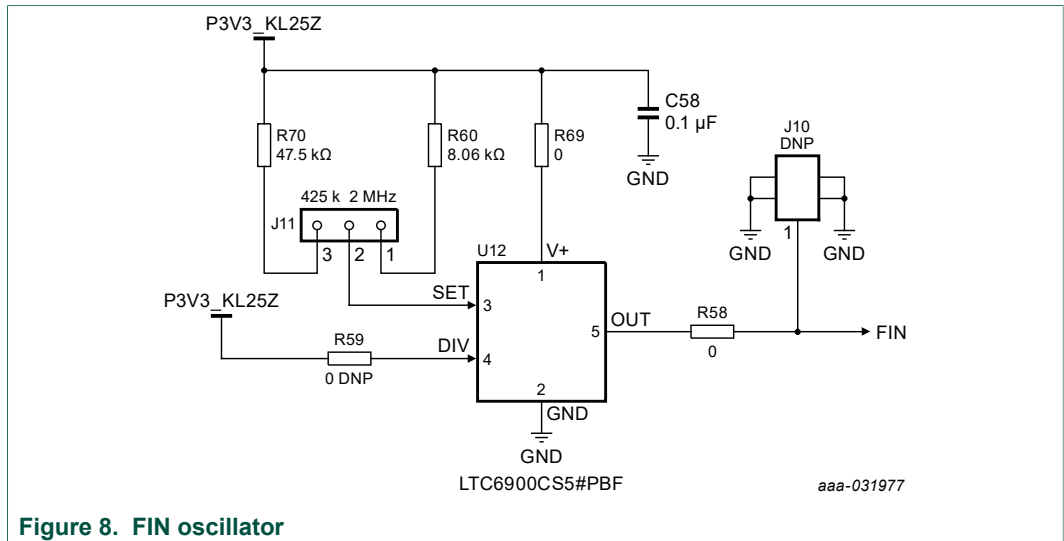 P3V3_KL25Z
C58
0.1 µF
GND
R70
47.5 kΩ
R60
8.06 kΩ
R69
0
J10
DNP
GND
GND
1
425 k 2 MHz
J11
3 2 1
U12
V+
1
SET
3
P3V3_KL25Z
R59
0 DNP
DIV
4
5
OUT
R58
0
FIN
2
GND
GND
LTC6900CS5#PBF
aaa-031977
Figure 8. FIN oscillator